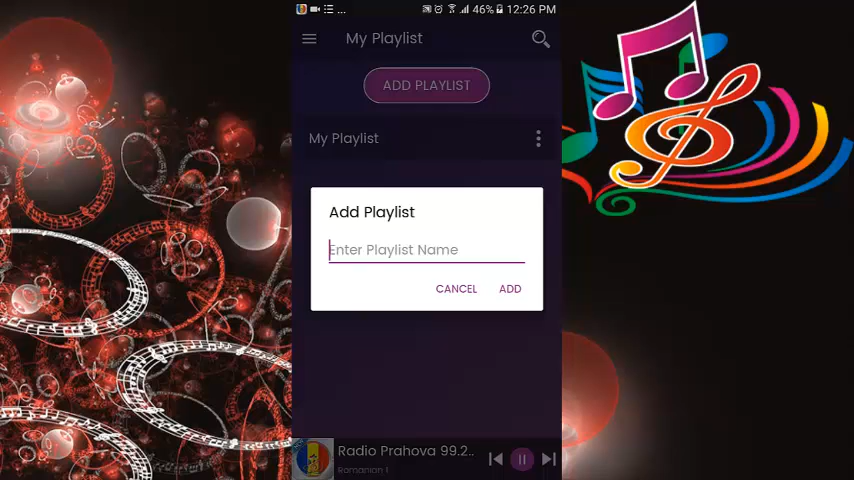 ... 46% 12:26 PM
My Playlist
ADD PLAYLIST
My Playlist
Add Playlist
Enter Playlist Name
CANCEL ADD
Radio Prahova 99.2..
Romanian 1